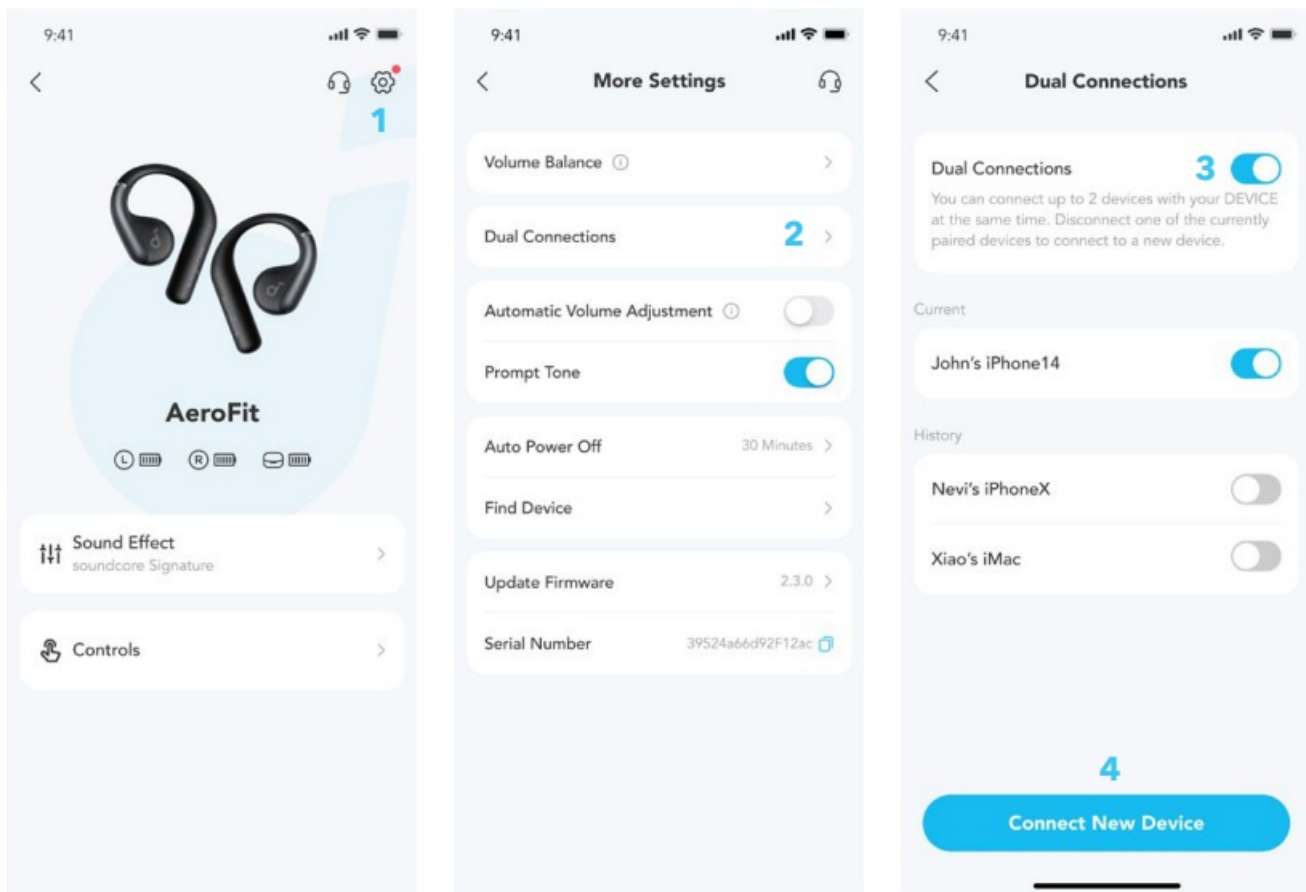 9:41
1
AeroFit
L
R
Sound Effect
soundcore Signature
Controls
9:41
More Settings
Volume Balance
Dual Connections
2
Automatic Volume Adjustment
Prompt Tone
Auto Power Off
30 Minutes
Find Device
Update Firmware
2.3.0
Serial Number
39524a66d92F12ac
9:41
Dual Connections
Dual Connections
3
You can connect up to 2 devices with your DEVICE
at the same time. Disconnect one of the currently
paired devices to connect to a new device.
Current
John's iPhone14
History
Nevi's iPhoneX
Xiao's iMac
4
Connect New Device